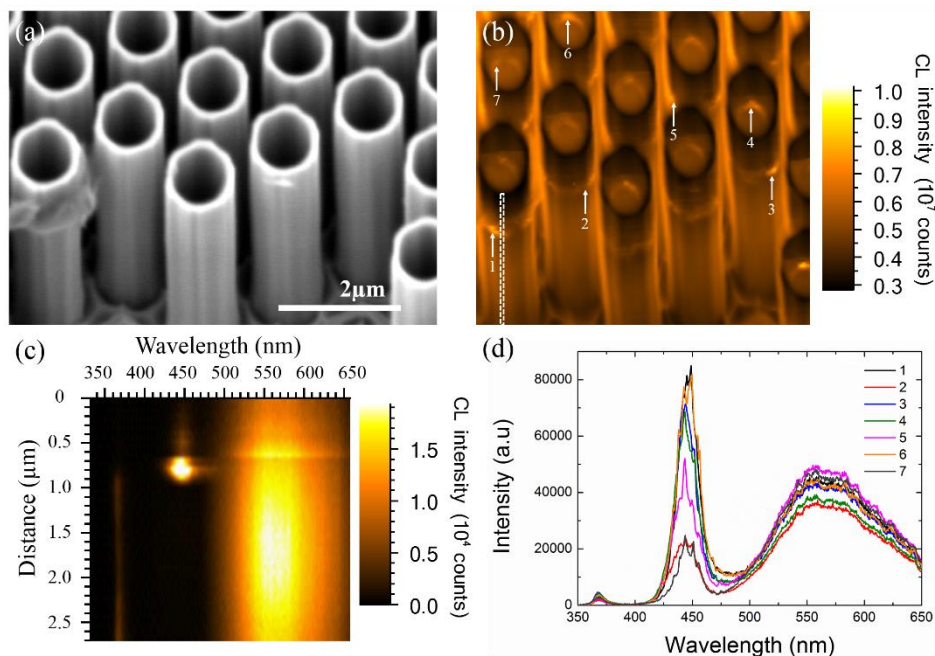 (a)
2µm
(b)
6
7
5
4
2
3
1
CL intensity (10⁷ counts)
1.0
0.9
0.8
0.7
0.6
0.5
0.4
0.3
(c)
Wavelength (nm)
350 400 450 500 550 600 650
0
0.5
1.0
1.5
2.0
2.5
Distance (µm)
1.5
1.0
0.5
0.0
CL intensity (10⁴ counts)
(d)
80000
60000
40000
20000
0
Intensity (a.u)
1
2
3
4
5
6
7
350 400 450 500 550 600 650
Wavelength (nm)